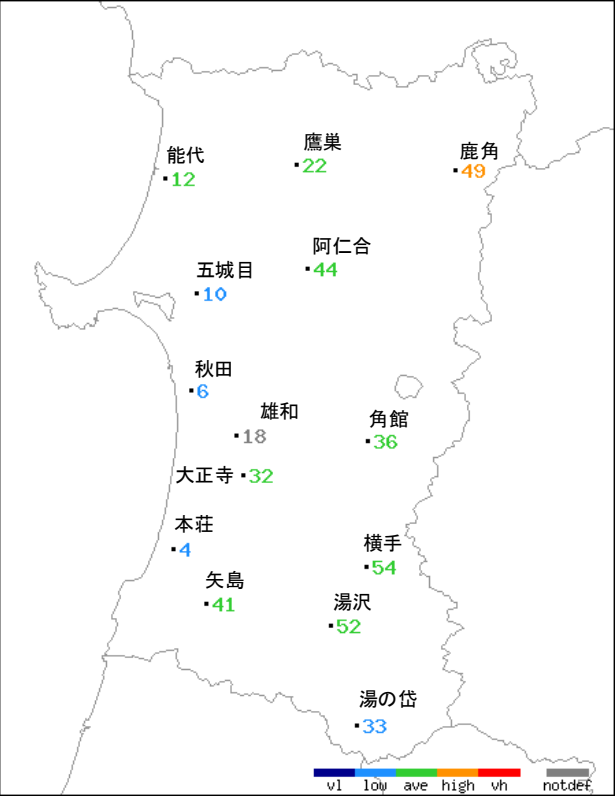 能代
12
鷹巣
22
鹿角
49
阿仁合
44
五城目
10
秋田
6
雄和
18
角館
36
大正寺 32
本荘
4
横手
54
矢島
41
湯沢
52
湯の岱
33
vl low ave high vh notdef